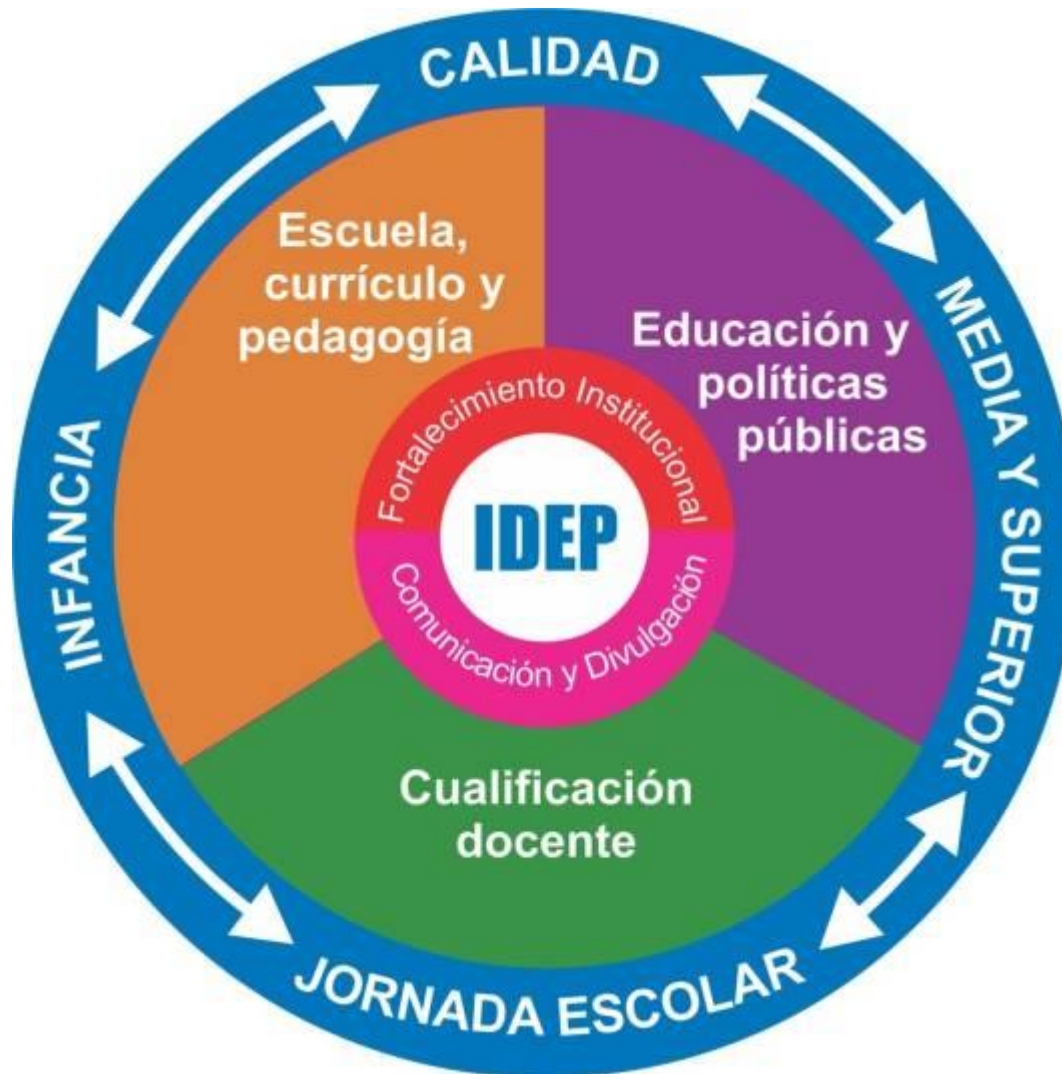 CALIDAD
Escuela,
currículo y
pedagogía
Educación y
políticas
públicas
MEDIA Y SUPERIOR
INFANCIA
Fortalecimiento Institucional
IDEP
Comunicación y Divulgación
Cualificación
docente
JORNADA ESCOLAR